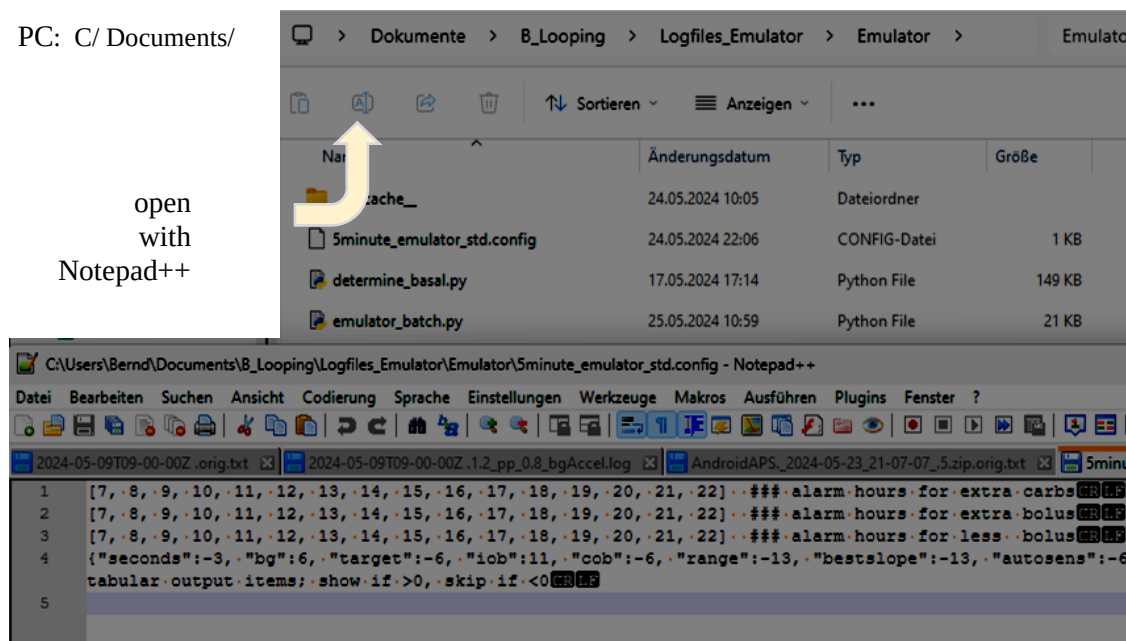 PC: C/ Documents/
Dokumente > B_Looping > Logfiles_Emulator > Emulator > Emulato
Sortieren Anzeigen ...
Änderungsdatum Typ Größe
24.05.2024 10:05 Dateiordner
open
with
Notepad++
5minute_emulator_std.config 24.05.2024 22:06 CONFIG-Datei 1 KB
determine_basal.py 17.05.2024 17:14 Python File 149 KB
emulator_batch.py 25.05.2024 10:59 Python File 21 KB
C:\Users\Bernd\Documents\B_Looping\Logfiles_Emulator\Emulator\5minute_emulator_std.config - Notepad++
Datei Bearbeiten Suchen Ansicht Codierung Sprache Einstellungen Werkzeuge Makros Ausführen Plugins Fenster ?
2024-05-09T09-00-00Z .orig.txt 2024-05-09T09-00-00Z .1.2_pp_0.8_bgAccel.log AndroidAPS._2024-05-23_21-07-07_.5.zip.orig.txt 5minu
1 [7, 8, 9, 10, 11, 12, 13, 14, 15, 16, 17, 18, 19, 20, 21, 22] ### alarm hours for extra carbs CR LF
2 [7, 8, 9, 10, 11, 12, 13, 14, 15, 16, 17, 18, 19, 20, 21, 22] ### alarm hours for extra bolus CR LF
3 [7, 8, 9, 10, 11, 12, 13, 14, 15, 16, 17, 18, 19, 20, 21, 22] ### alarm hours for less bolus CR LF
4 {"seconds":-3, "bg":6, "target":-6, "iob":11, "cob":-6, "range":-13, "bestslope":-13, "autosens":-6
tabular output items; show if >0, skip if <0 CR LF
5